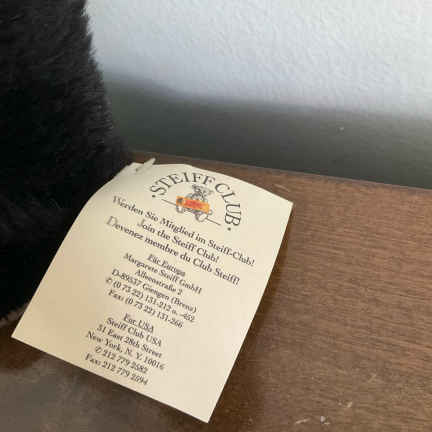 · STEIFF CLUB ·
Werden Sie Mitglied im Steiff-Club!
Join the Steiff Club!
Devenez membre du Club Steiff!
Für Europa
Margarete Steiff GmbH
Alleenstraße 2
D-89537 Giengen (Brenz)
✆ (0 73 22) 131-212 o. -452
Fax: (0 73 22) 131-266
Für USA
Steiff Club USA
31 East 28th Street
New York, N. Y. 10016
✆ 212 779 2582
Fax: 212 779 2594